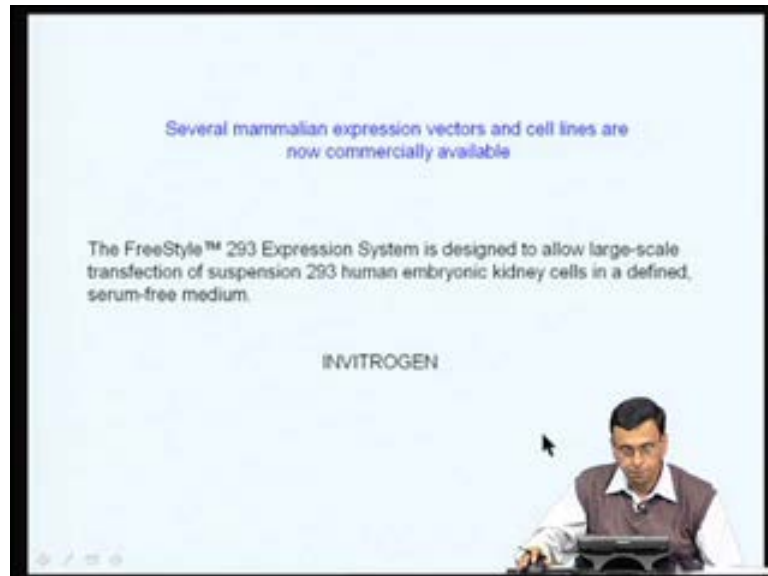 Several mammalian expression vectors and cell lines are
now commercially available
The FreeStyle™ 293 Expression System is designed to allow large-scale
transfection of suspension 293 human embryonic kidney cells in a defined,
serum-free medium.
INVITROGEN